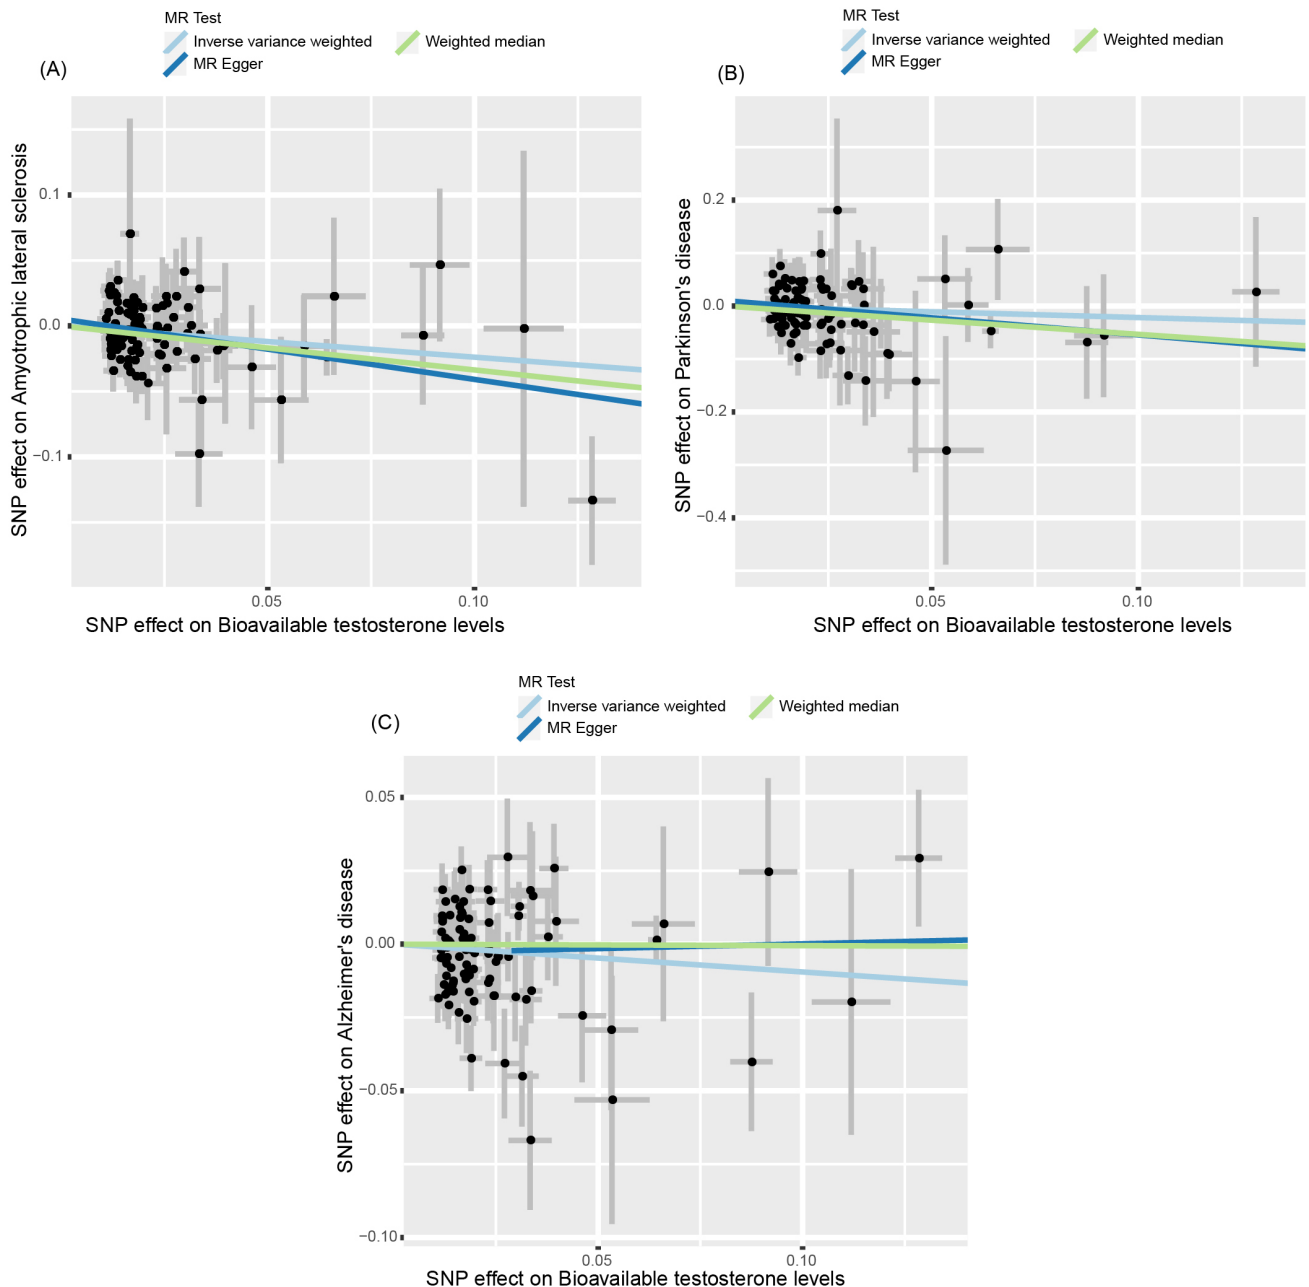 MR Test
Inverse variance weighted
Weighted median
MR Egger
(A)
SNP effect on Amyotrophic lateral sclerosis
0.1
0.0
−0.1
0.05
0.10
SNP effect on Bioavailable testosterone levels
MR Test
Inverse variance weighted
Weighted median
MR Egger
(B)
SNP effect on Parkinson's disease
0.2
0.0
−0.2
−0.4
0.05
0.10
SNP effect on Bioavailable testosterone levels
MR Test
Inverse variance weighted
Weighted median
MR Egger
(C)
SNP effect on Alzheimer's disease
0.05
0.00
−0.05
−0.10
0.05
0.10
SNP effect on Bioavailable testosterone levels